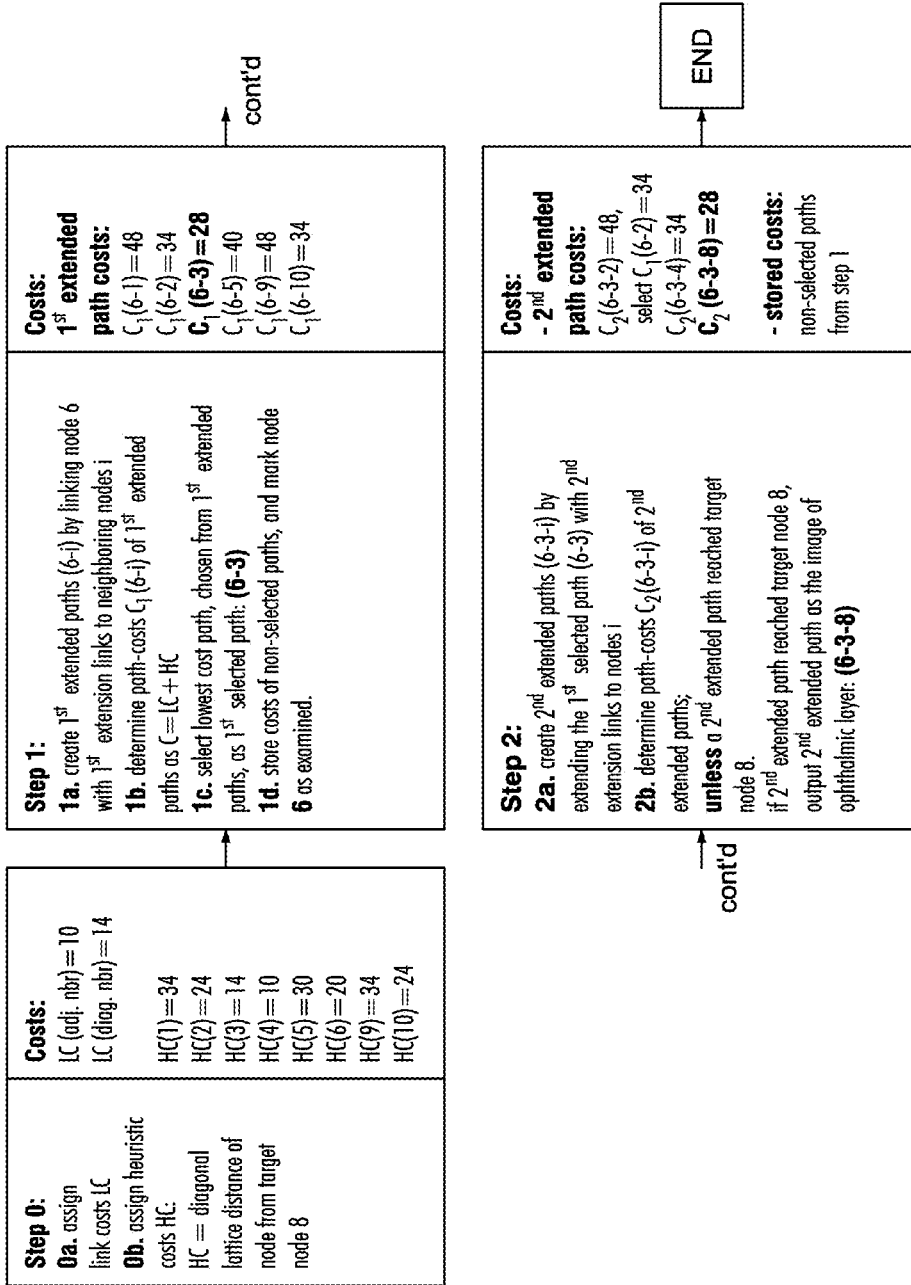 Step 0:
0a. assign
link costs LC
0b. assign heuristic
costs HC:
HC = diagonal
lattice distance of
node from target
node 8
Costs:
LC (adj. nbr)=10
LC (diag. nbr)=14
HC(1)=34
HC(2)=24
HC(3)=14
HC(4)=10
HC(5)=30
HC(6)=20
HC(9)=34
HC(10)=24
Step 1:
1a. create 1st extended paths (6-i) by linking node 6
with 1st extension links to neighboring nodes i
1b. determine path-costs C1(6-i) of 1st extended
paths as C=LC+HC
1c. select lowest cost path, chosen from 1st extended
paths, as 1st selected path: (6-3)
1d. store costs of non-selected paths, and mark node
6 as examined.
Costs:
1st extended
path costs:
C1(6-1)=48
C1(6-2)=34
C1(6-3)=28
C1(6-5)=40
C1(6-9)=48
C1(6-10)=34
cont'd
cont'd
Step 2:
2a. create 2nd extended paths (6-3-i) by
extending the 1st selected path (6-3) with 2nd
extension links to nodes i
2b. determine path-costs C2(6-3-i) of 2nd
extended paths;
unless a 2nd extended path reached target
node 8.
if 2nd extended path reached target node 8,
output 2nd extended path as the image of
ophthalmic layer: (6-3-8)
Costs:
- 2nd extended
path costs:
C2(6-3-2)=48,
select C1(6-2)=34
C2(6-3-4)=34
C2 (6-3-8)=28
- stored costs:
non-selected paths
from step 1
END